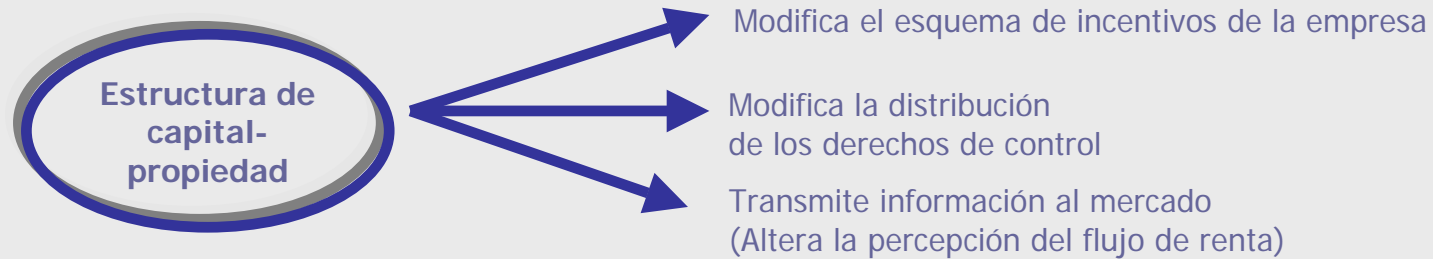 Estructura de
capital-
propiedad
Modifica el esquema de incentivos de la empresa
Modifica la distribución
de los derechos de control
Transmite información al mercado
(Altera la percepción del flujo de renta)